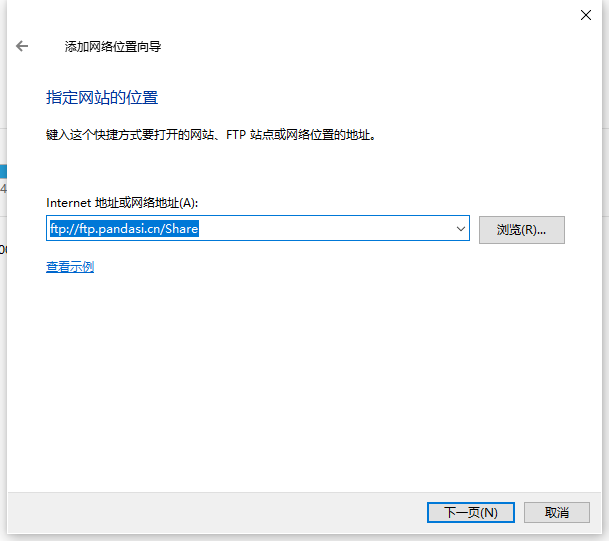 添加网络位置向导
指定网站的位置
键入这个快捷方式要打开的网站、FTP 站点或网络位置的地址。
Internet 地址或网络地址(A):
ftp://ftp.pandasi.cn/Share
浏览(R)...
查看示例
下一页(N)
取消